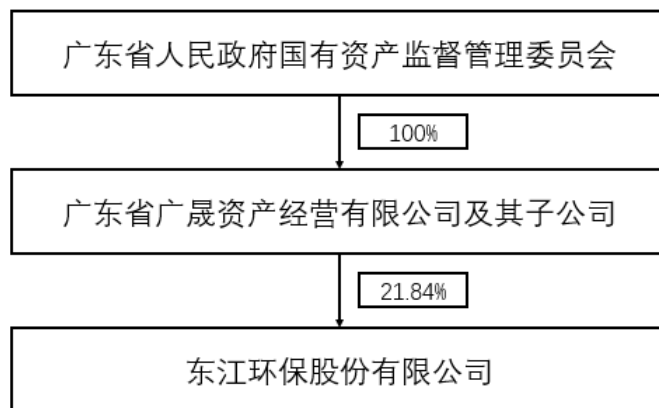 广东省人民政府国有资产监督管理委员会
100%
广东省广晟资产经营有限公司及其子公司
21.84%
东江环保股份有限公司